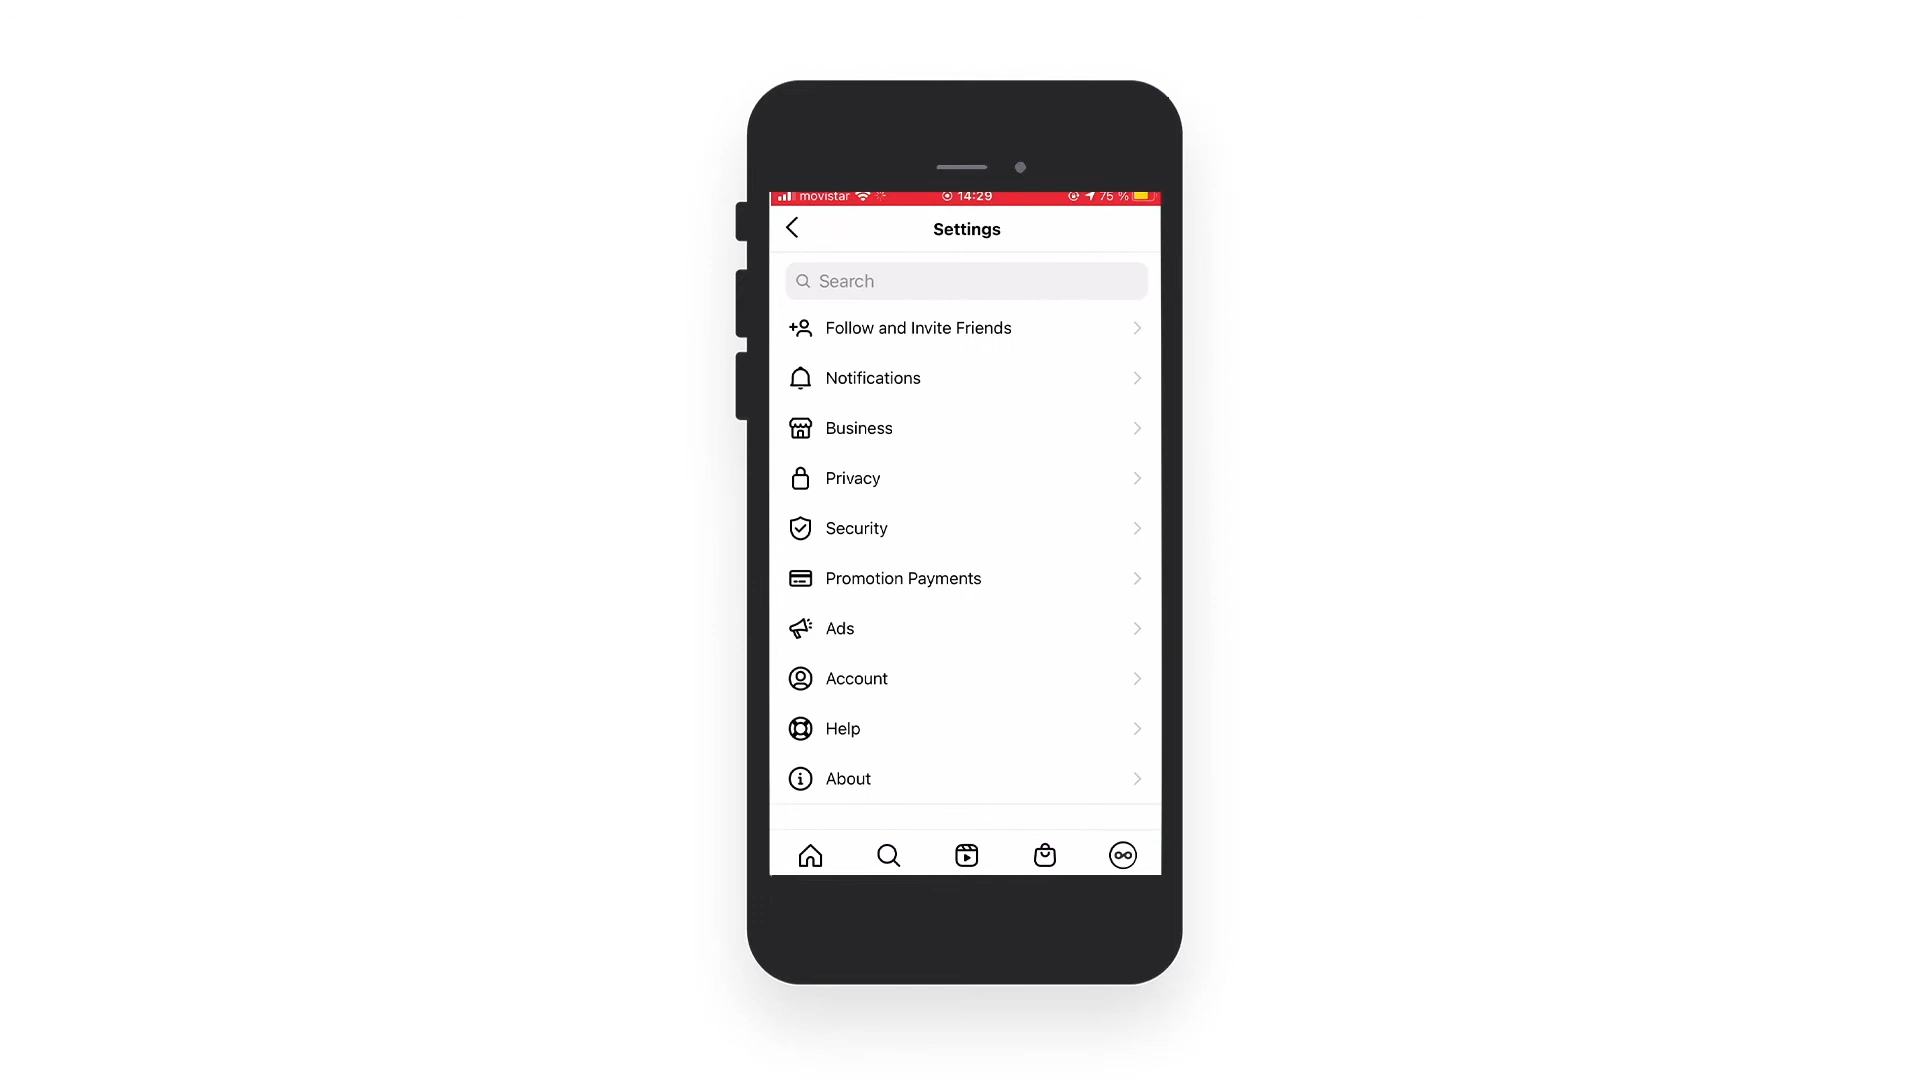 movistar 14:29 75 %
Settings
Search
Follow and Invite Friends
Notifications
Business
Privacy
Security
Promotion Payments
Ads
Account
Help
About